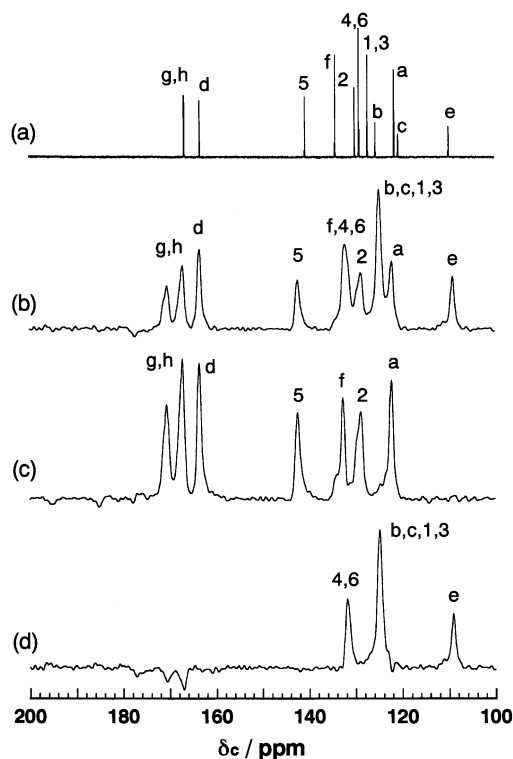 4,6
1,3
f
g,h
d
5
2
a
b
c
e
(a)
b,c,1,3
d
f,4,6
g,h
5
2
a
e
(b)
g,h
d
a
f
5
2
(c)
b,c,1,3
4,6
e
(d)
200 180 160 140 120 100
δc / ppm